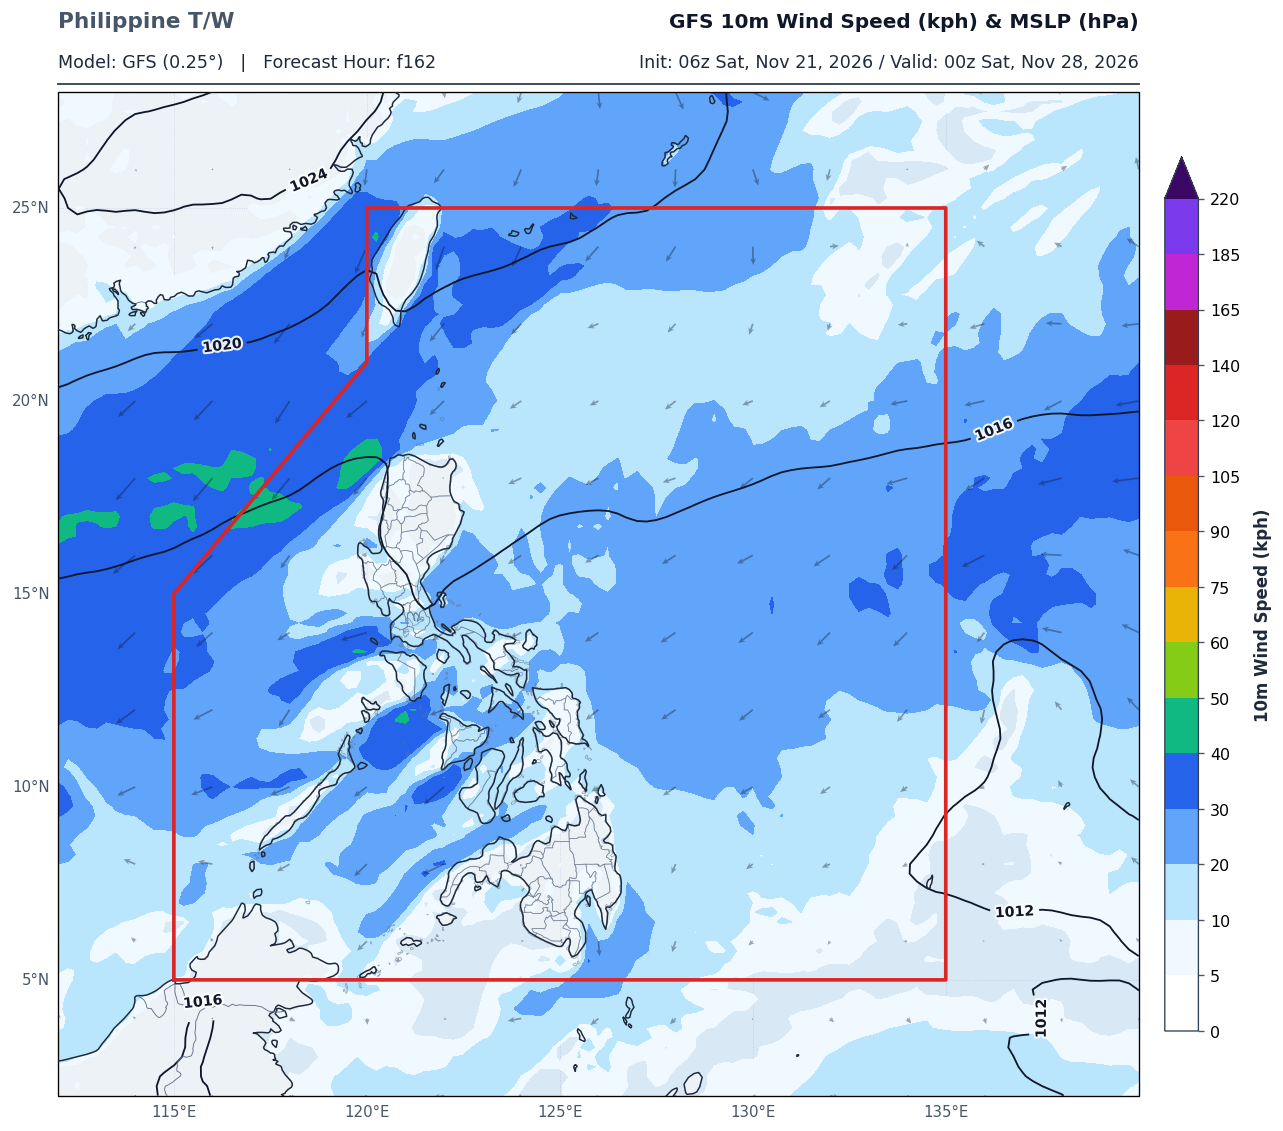 Philippine T/W
GFS 10m Wind Speed (kph) & MSLP (hPa)
Model: GFS (0.25°) | Forecast Hour: f162
Init: 06z Sat, Nov 21, 2026 / Valid: 00z Sat, Nov 28, 2026
1024
1020
1016
1012
1016
1012
25°N
20°N
15°N
10°N
5°N
115°E
120°E
125°E
130°E
135°E
220
185
165
140
120
105
90
75
60
50
40
30
20
10
5
0
10m Wind Speed (kph)